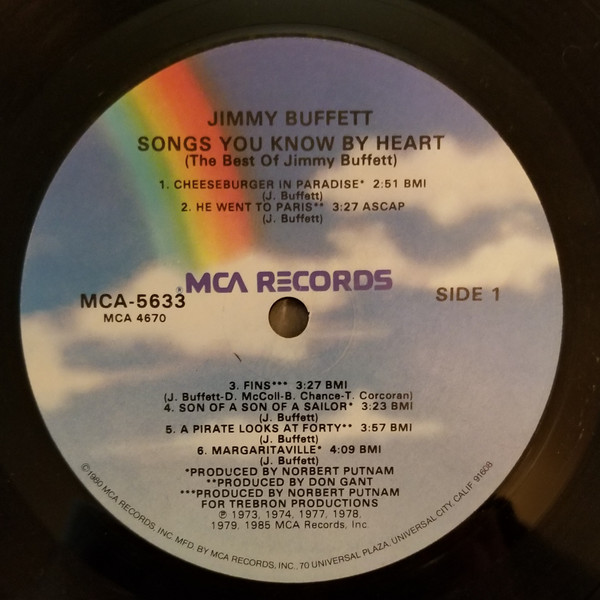 JIMMY BUFFETT
SONGS YOU KNOW BY HEART
(The Best Of Jimmy Buffett)
1. CHEESEBURGER IN PARADISE* 2:51 BMI
(J. Buffett)
2. HE WENT TO PARIS** 3:27 ASCAP
(J. Buffett)
MCA RECORDS
®
MCA-5633
MCA 4670
SIDE 1
3. FINS*** 3:27 BMI
(J. Buffett-D. McColl-B. Chance-T. Corcoran)
4. SON OF A SON OF A SAILOR* 3:23 BMI
(J. Buffett)
5. A PIRATE LOOKS AT FORTY** 3:57 BMI
(J. Buffett)
6. MARGARITAVILLE* 4:09 BMI
(J. Buffett)
*PRODUCED BY NORBERT PUTNAM
**PRODUCED BY DON GANT
***PRODUCED BY NORBERT PUTNAM
FOR TREBRON PRODUCTIONS
℗ 1973, 1974, 1977, 1978,
1979, 1985 MCA Records, Inc.
©1980 MCA RECORDS, INC. MFD. BY MCA RECORDS, INC., 70 UNIVERSAL PLAZA, UNIVERSAL CITY, CALIF. 91608